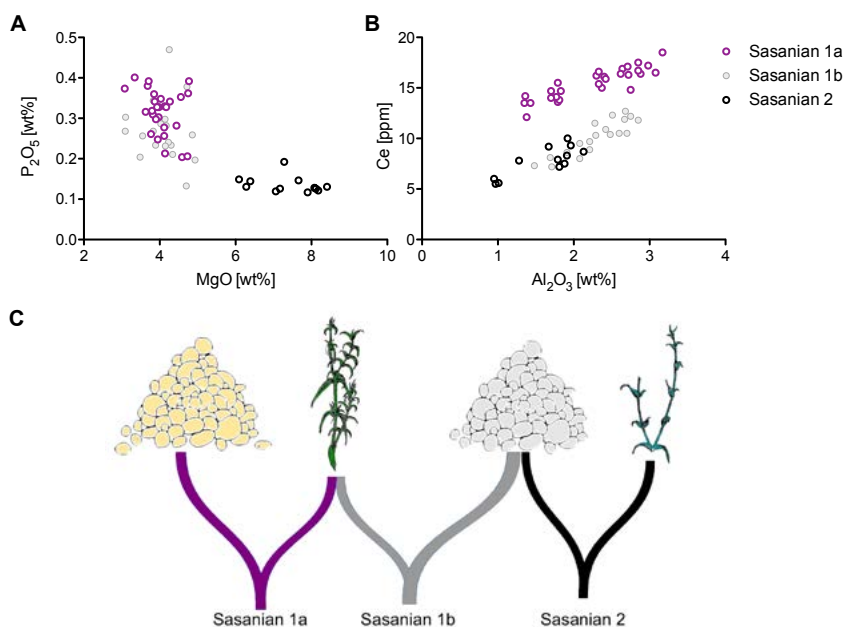 A
B
0.5
0.4
0.3
0.2
0.1
0.0
P₂O₅ [wt%]
2
4
6
8
10
MgO [wt%]
20
15
10
5
0
Ce [ppm]
0
1
2
3
4
Al₂O₃ [wt%]
Sasanian 1a
Sasanian 1b
Sasanian 2
C
Sasanian 1a
Sasanian 1b
Sasanian 2